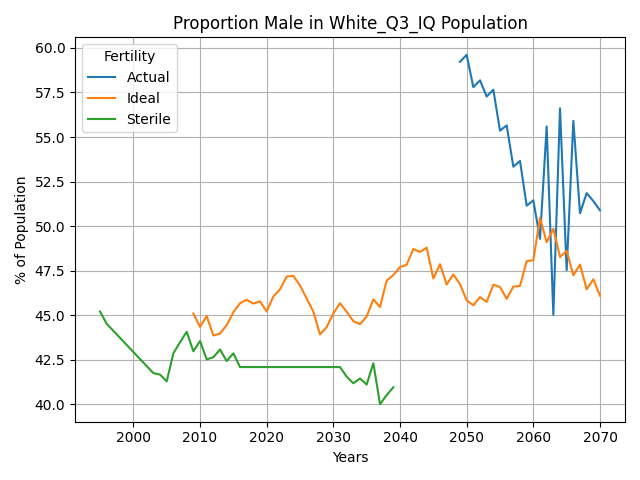 Proportion Male in White_Q3_IQ Population
Fertility
Actual
Ideal
Sterile
% of Population
60.0
57.5
55.0
52.5
50.0
47.5
45.0
42.5
40.0
2000 2010 2020 2030 2040 2050 2060 2070
Years